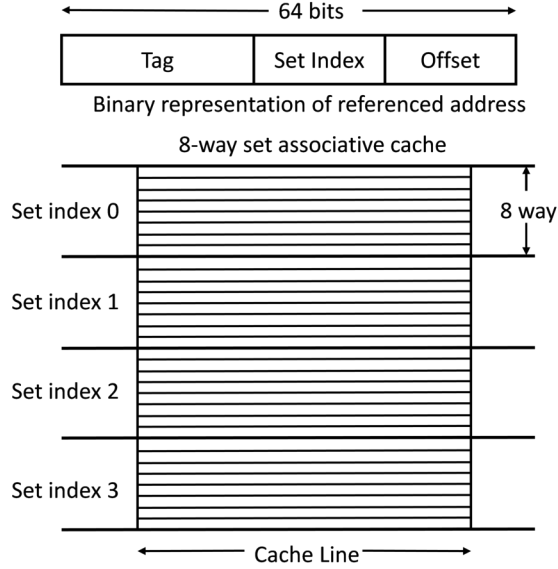 64 bits
Tag Set Index Offset
Binary representation of referenced address
8-way set associative cache
Set index 0
8 way
Set index 1
Set index 2
Set index 3
Cache Line